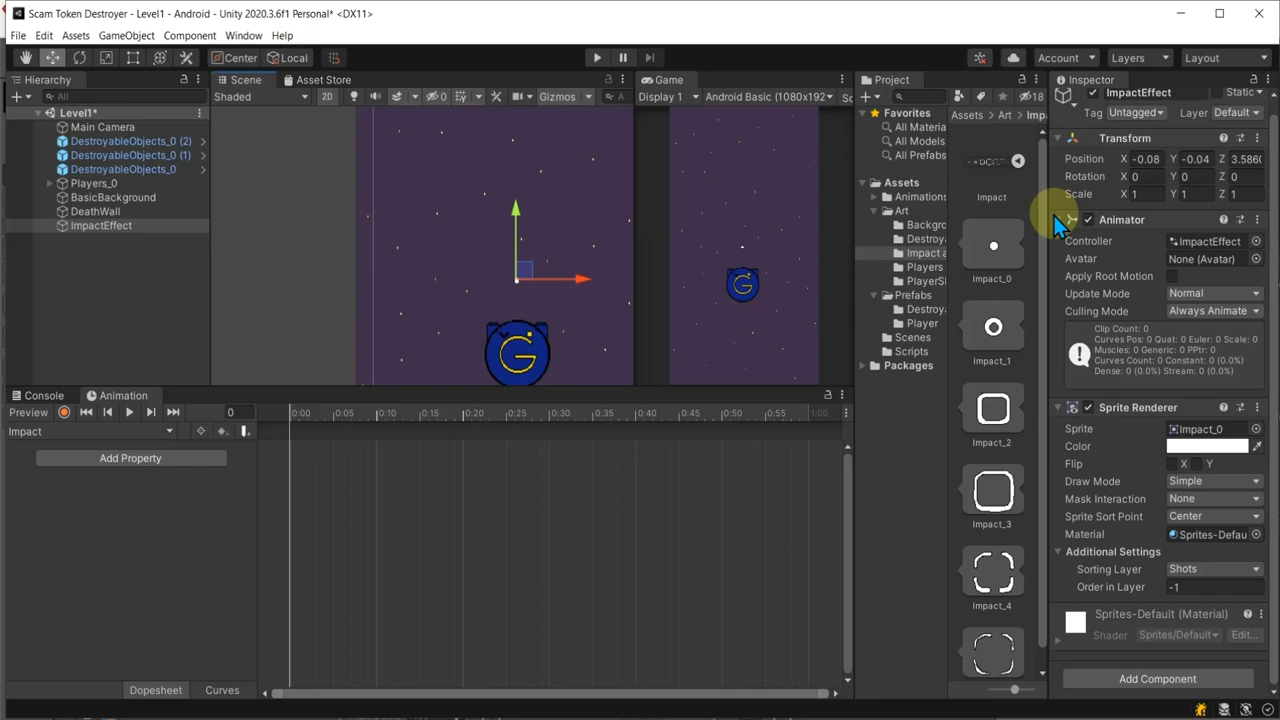 Scam Token Destroyer - Level1 - Android - Unity 2020.3.6f1 Personal* <DX11>
File Edit Assets GameObject Component Window Help
Center Local Account Layers Layout
Hierarchy
All
Level1*
Main Camera
DestroyableObjects_0 (2)
DestroyableObjects_0 (1)
DestroyableObjects_0
Players_0
BasicBackground
DeathWall
ImpactEffect
Scene Asset Store
Shaded 2D 0 Gizmos A
Game
Display 1 Android Basic (1080x192 Sc
G
G
Project
18
Favorites
All Materia
All Models
All Prefabs
Assets
Animations
Art
Backgro
Destroya
Impact a
Players
PlayerSl
Prefabs
Destroya
Player
Scenes
Scripts
Packages
Assets Art Impa
Impact
Impact_0
Impact_1
Impact_2
Impact_3
Impact_4
Inspector
ImpactEffect Static
Tag Untagged Layer Default
Transform
Position X -0.08 Y -0.04 Z 3.5860
Rotation X 0 Y 0 Z 0
Scale X 1 Y 1 Z 1
Animator
Controller ImpactEffect
Avatar None (Avatar)
Apply Root Motion
Update Mode Normal
Culling Mode Always Animate
Clip Count: 0
Curves Pos: 0 Quat: 0 Euler: 0 Scale: 0
Muscles: 0 Generic: 0 PPtr: 0
Curves Count: 0 Constant: 0 (0.0%)
Dense: 0 (0.0%) Stream: 0 (0.0%)
Sprite Renderer
Sprite Impact_0
Color
Flip X Y
Draw Mode Simple
Mask Interaction None
Sprite Sort Point Center
Material Sprites-Defau
Additional Settings
Sorting Layer Shots
Order in Layer -1
Sprites-Default (Material)
Shader Sprites/Default Edit...
Add Component
Console Animation
Preview 0
0:00 0:05 0:10 0:15 0:20 0:25 0:30 0:35 0:40 0:45 0:50 0:55 1:00
Impact
Add Property
Dopesheet Curves